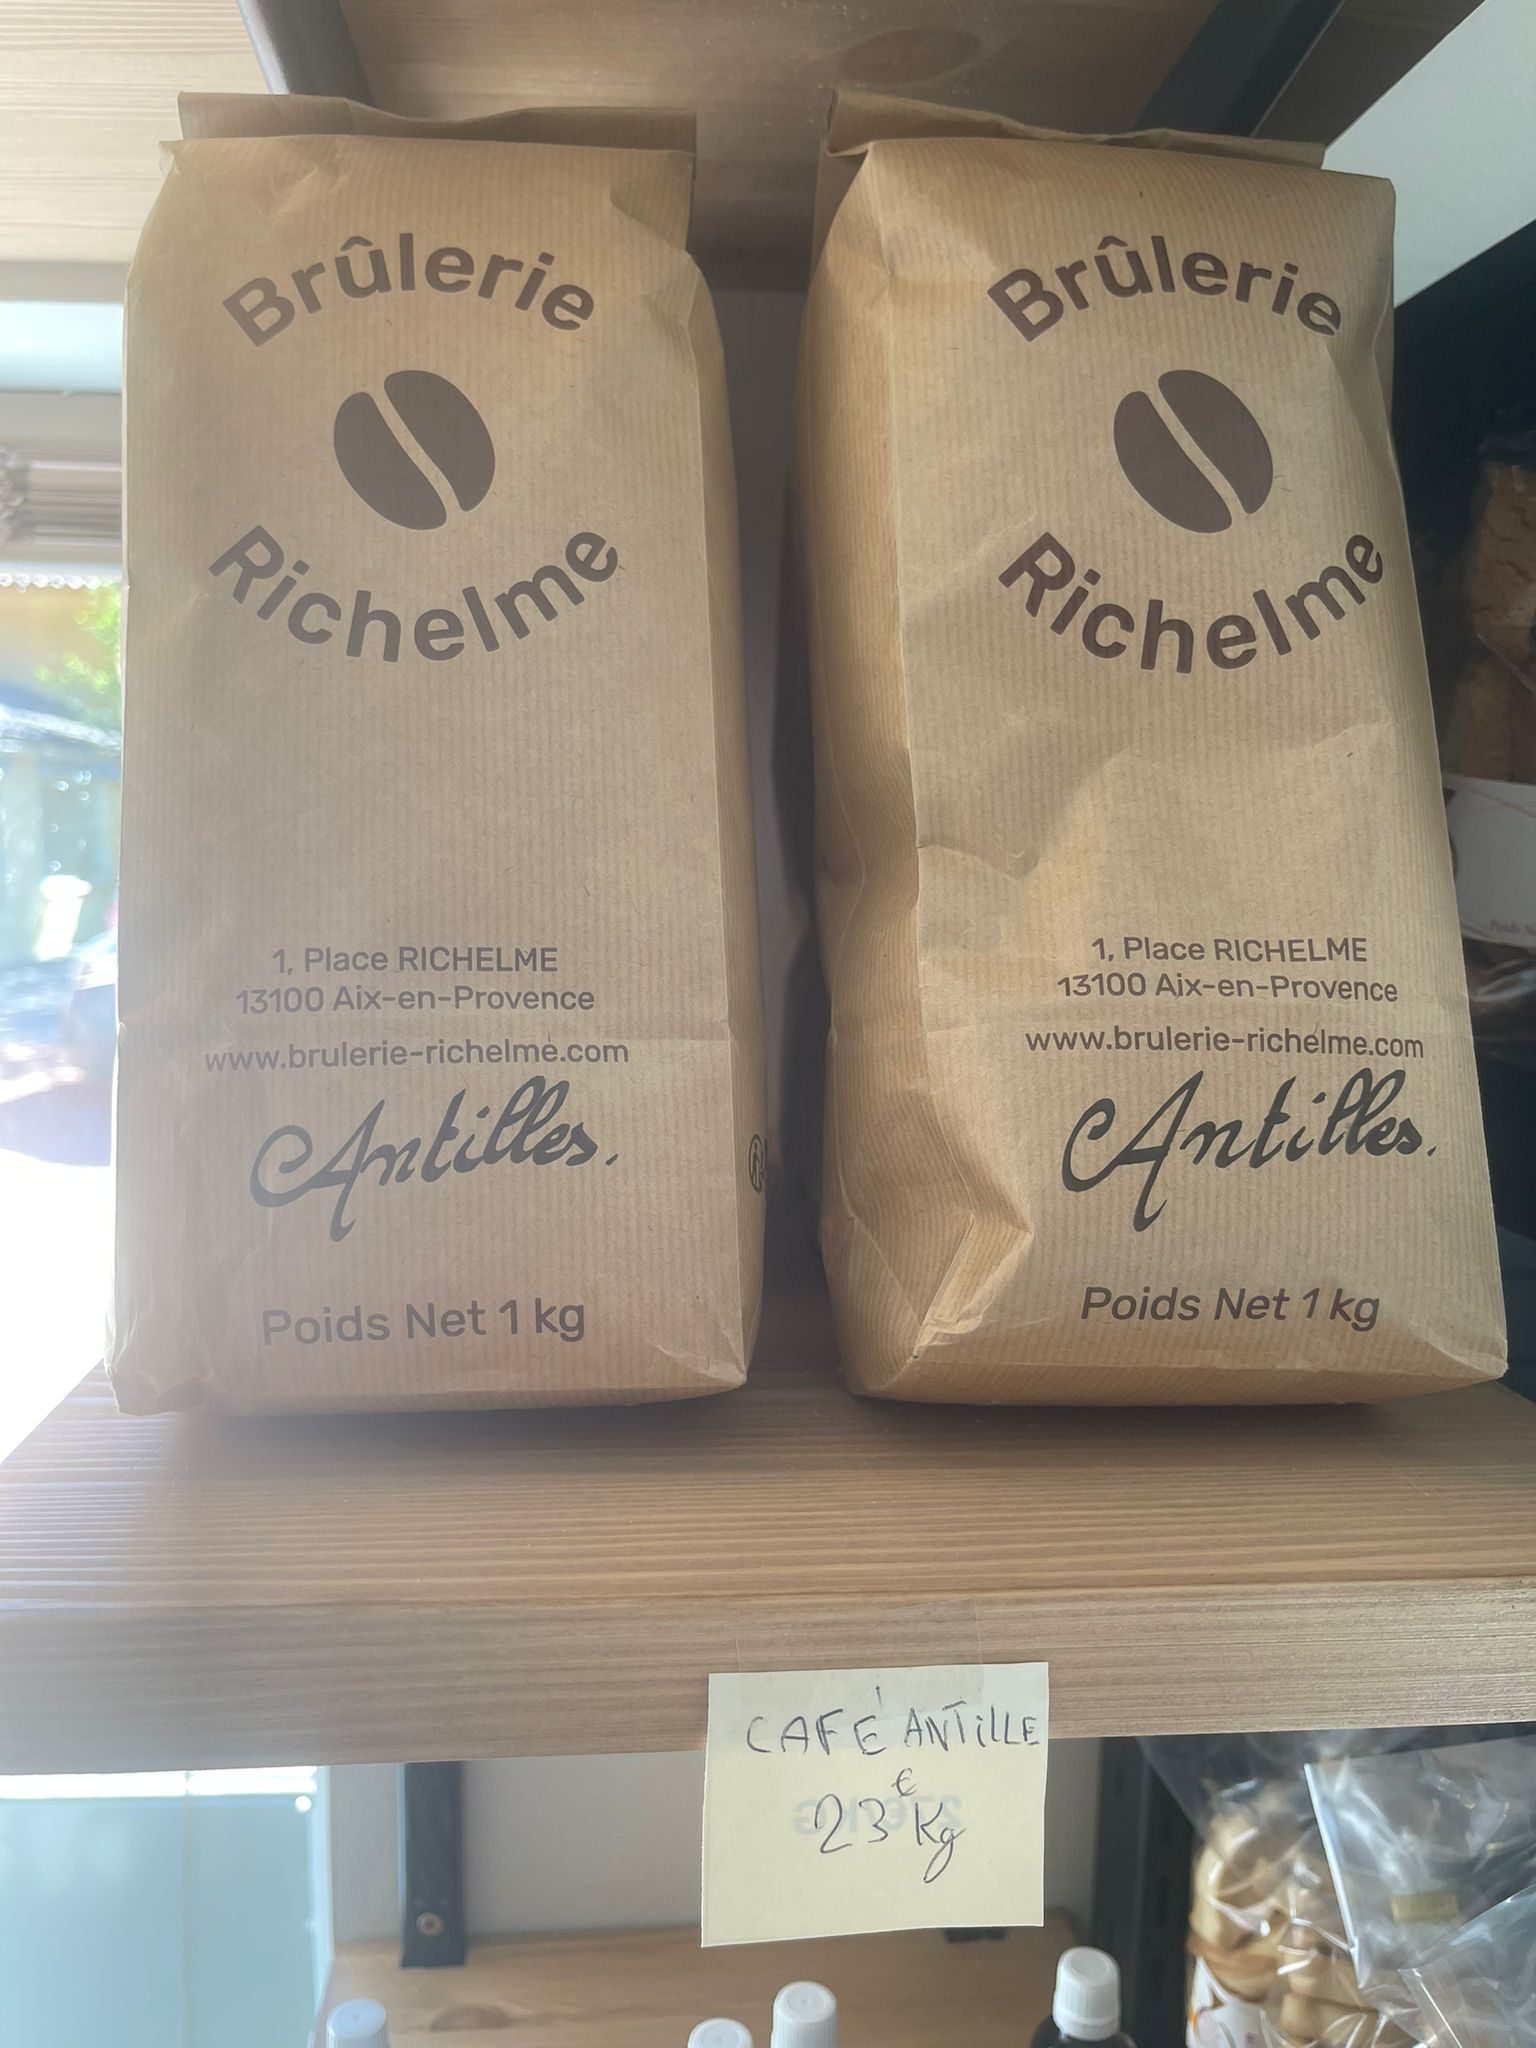 Brûlerie
Richelme
1, Place RICHELME
13100 Aix-en-Provence
www.brulerie-richelme.com
Antilles.
Poids Net 1 kg
Brûlerie
Richelme
1, Place RICHELME
13100 Aix-en-Provence
www.brulerie-richelme.com
Antilles.
Poids Net 1 kg
CAFÉ ANTiLLE
23€ Kg